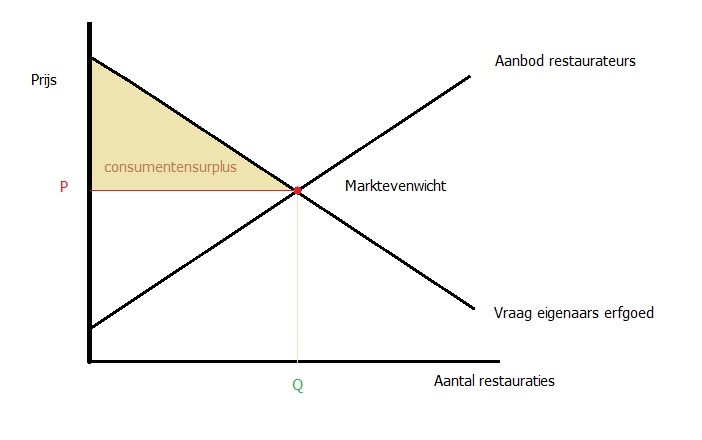 Aanbod restaurateurs
Prijs
consumentensurplus
P
Marktevenwicht
Vraag eigenaars erfgoed
Aantal restauraties
Q